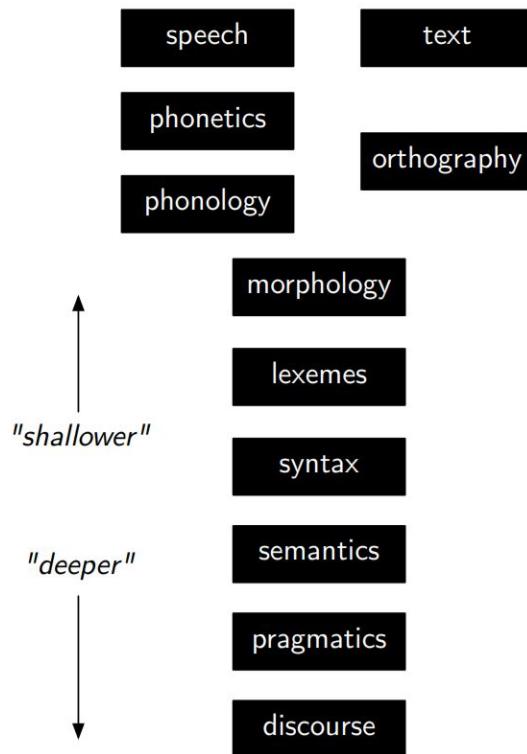 speech
text
phonetics
orthography
phonology
morphology
lexemes
"shallower"
syntax
semantics
"deeper"
pragmatics
discourse